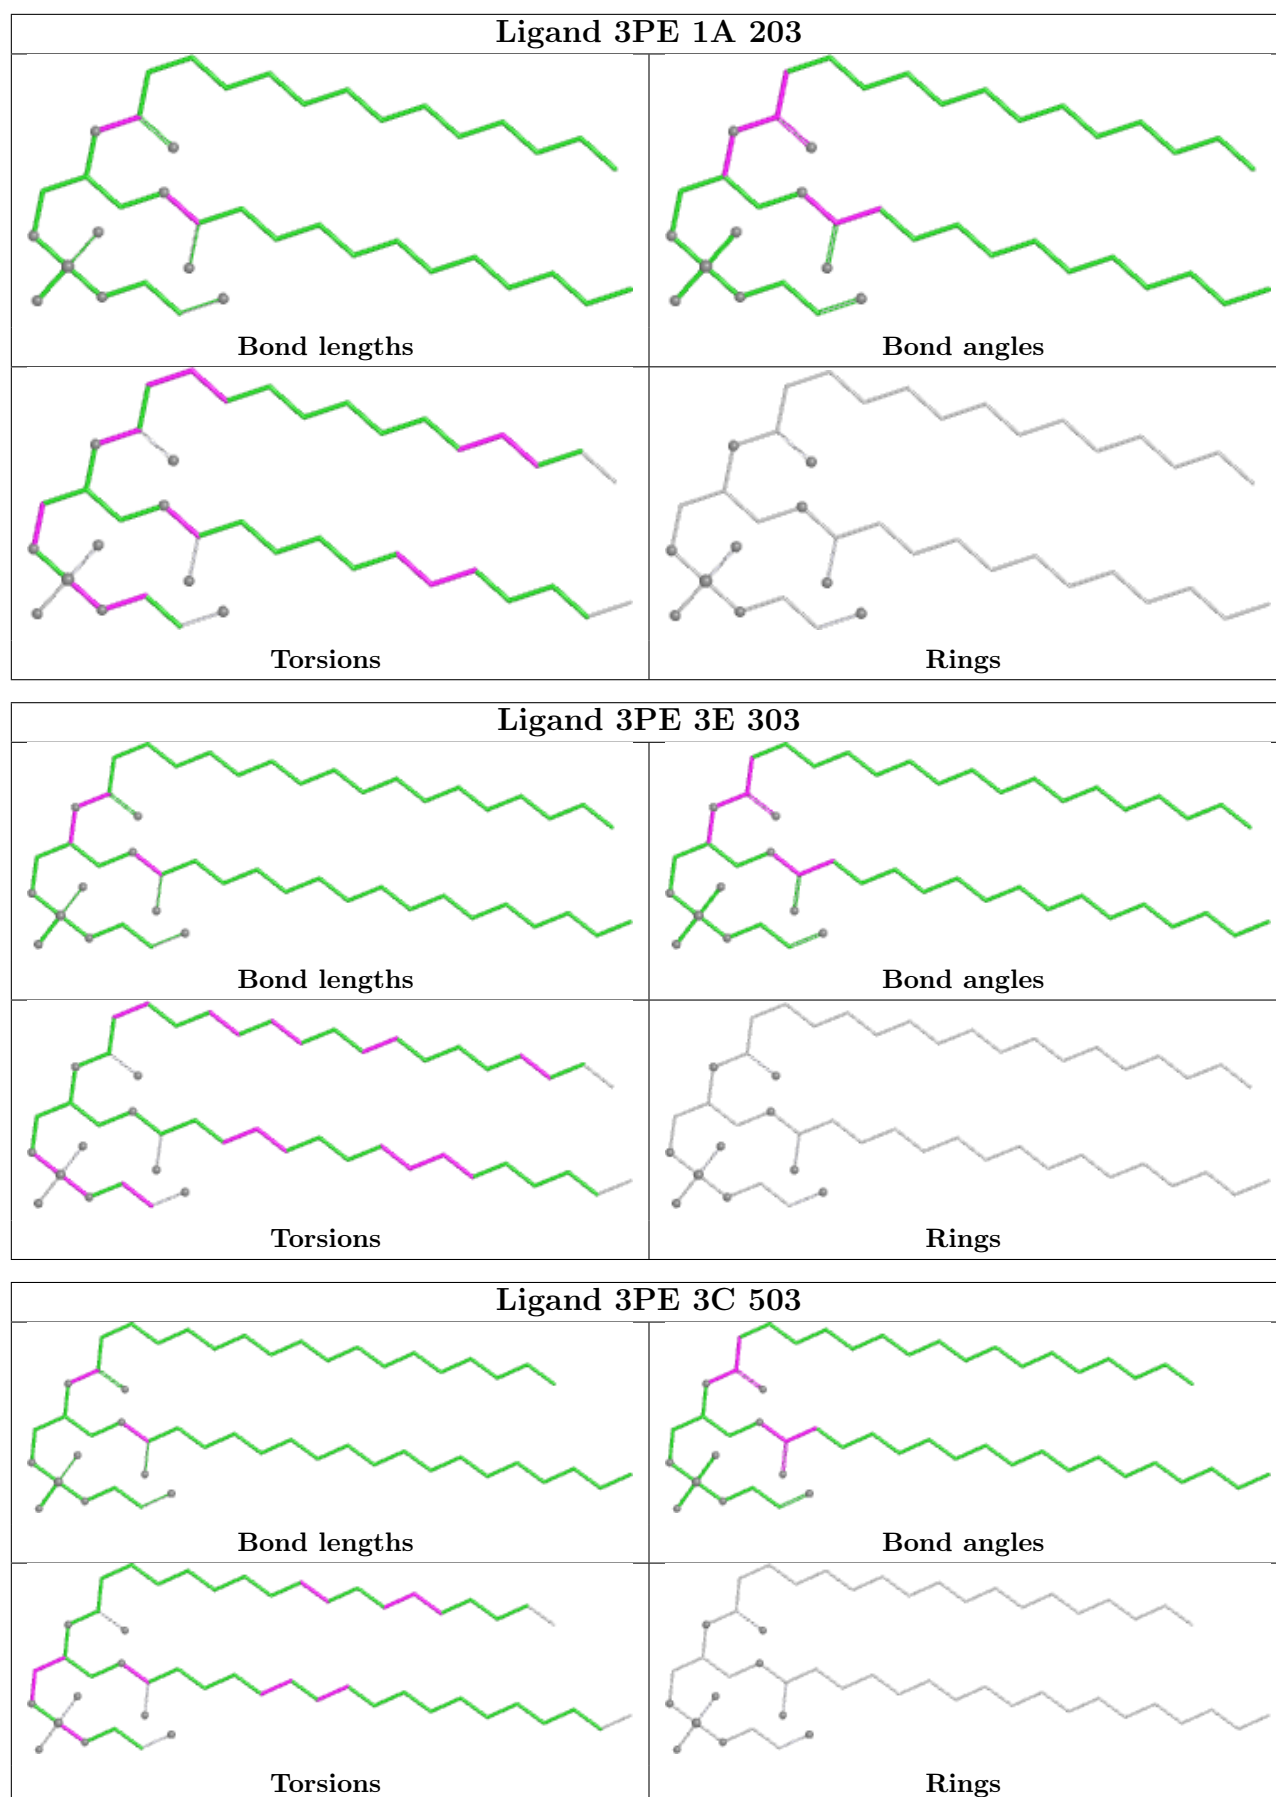 Ligand 3PE 1A 203
Bond lengths
Bond angles
Torsions
Rings
Ligand 3PE 3E 303
Bond lengths
Bond angles
Torsions
Rings
Ligand 3PE 3C 503
Bond lengths
Bond angles
Torsions
Rings